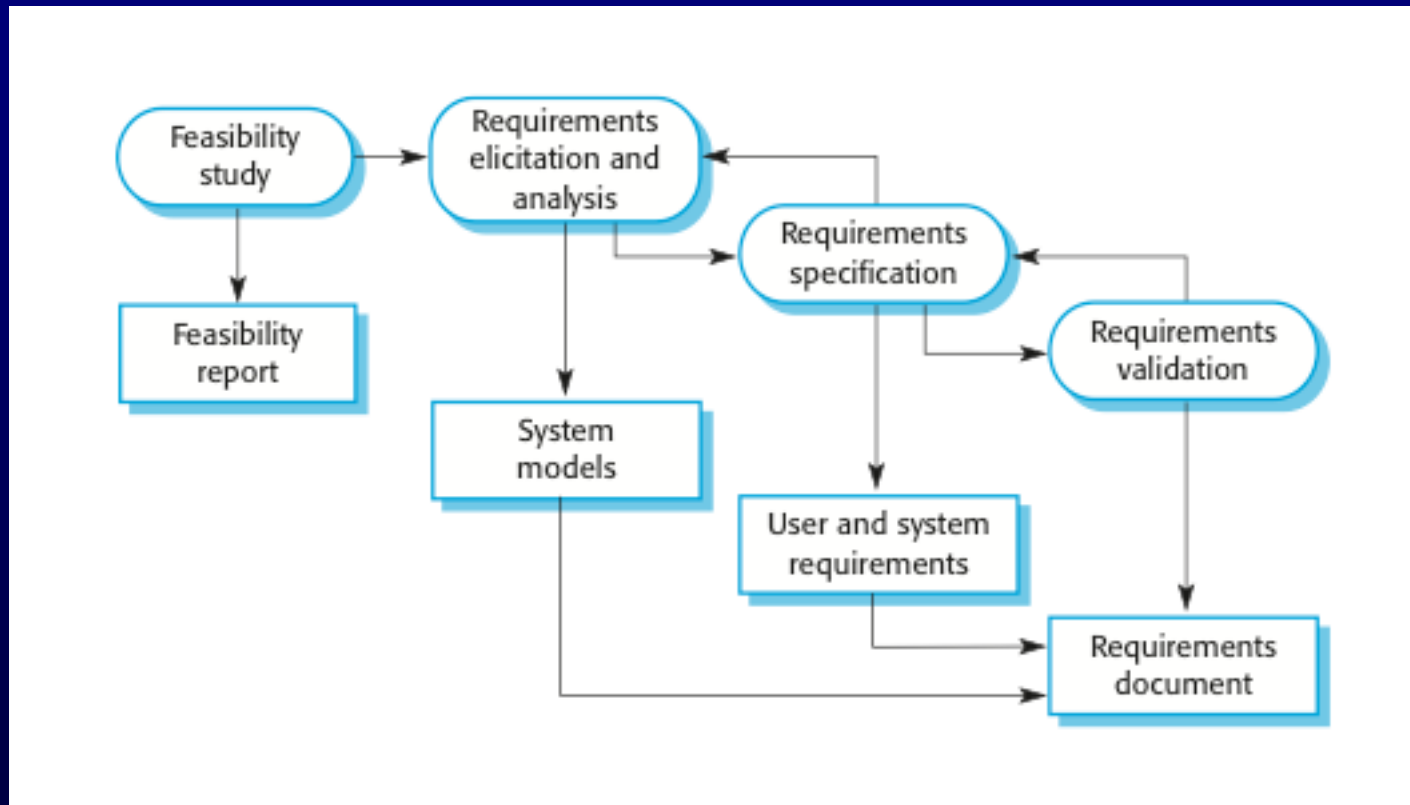 Feasibility
study
Requirements
elicitation and
analysis
Requirements
specification
Feasibility
report
Requirements
validation
System
models
User and system
requirements
Requirements
document